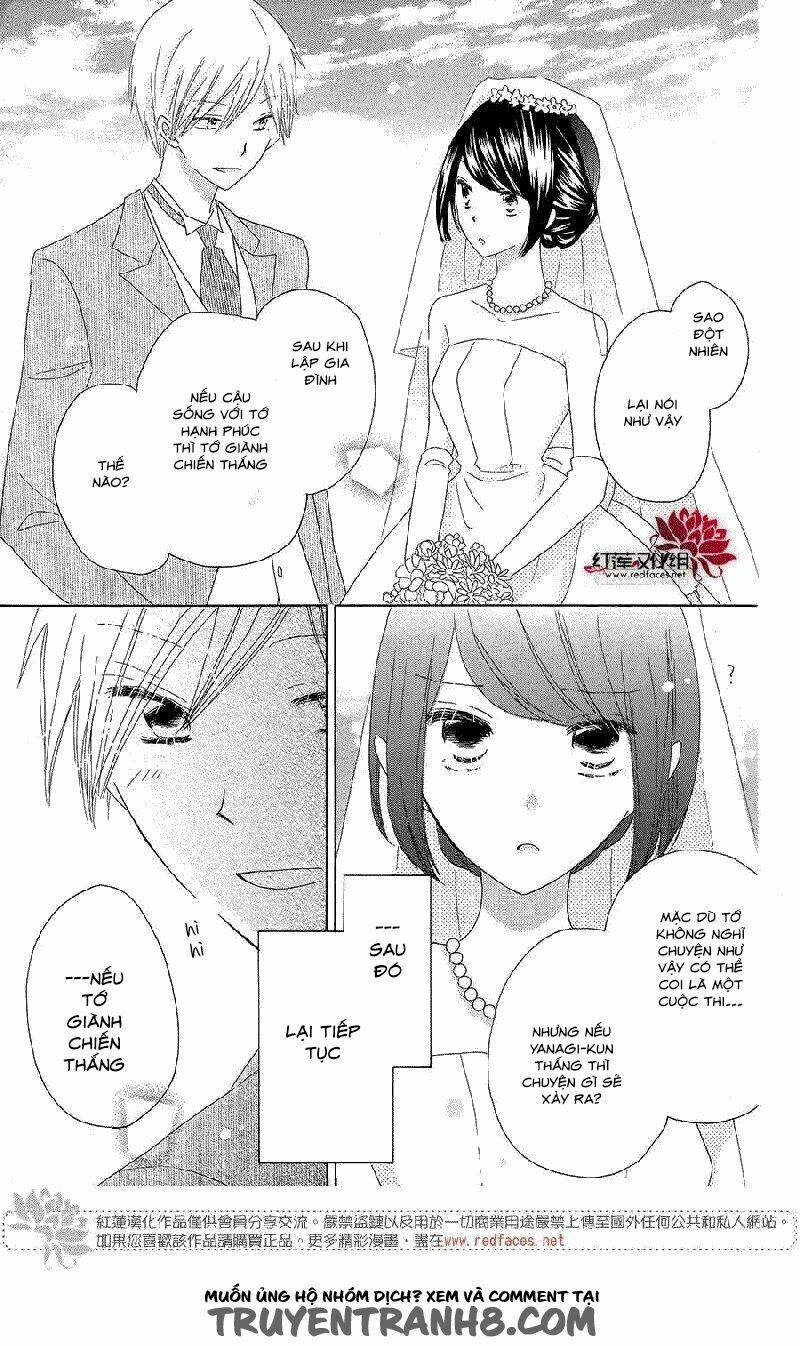 SAO
ĐỘT
NHIÊN
LẠI NÓI
NHƯ VẬY
SAU KHI
LẬP GIA
ĐÌNH
NẾU CẬU
SỐNG VỚI TỚ
HẠNH PHÚC
THÌ TỚ GIÀNH
CHIẾN THẮNG
THẾ
NÀO?
红莲汉化组
www.redfaces.net
?
MẶC DÙ TỚ
KHÔNG NGHĨ
CHUYỆN NHƯ
VẬY CÓ THỂ
COI LÀ MỘT
CUỘC THI---
NHƯNG NẾU
YANAGI-KUN
THẮNG THÌ
CHUYỆN GÌ SẼ
XẢY RA?
---
SAU
ĐÓ
LẠI TIẾP
TỤC
hì
hì
---NẾU
TỚ
GIÀNH
CHIẾN
THẮNG
紅蓮漢化作品僅供會員分享交流。嚴禁盜鏈以及用於一切商業用途嚴禁上傳至國外任何公共和私人網站。
如果您喜歡該作品請購買正品。更多精彩漫畫，盡在www.redfaces.net
MUỐN ỦNG HỘ NHÓM DỊCH? XEM VÀ COMMENT TẠI
TRUYENTRANH8.COM